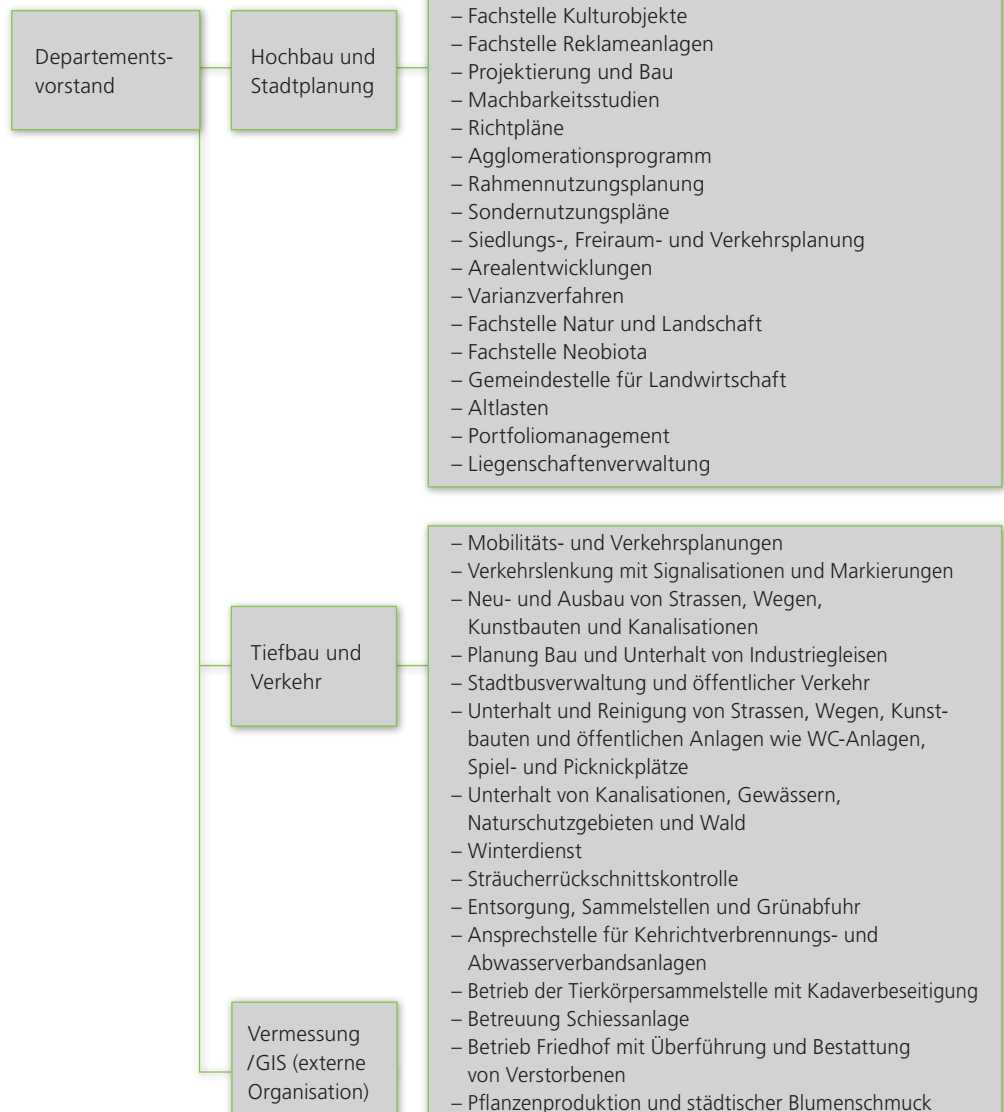 Departements-
vorstand
Hochbau und
Stadtplanung
– Fachstelle Kulturobjekte
– Fachstelle Reklameanlagen
– Projektierung und Bau
– Machbarkeitsstudien
– Richtpläne
– Agglomerationsprogramm
– Rahmennutzungsplanung
– Sondernutzungspläne
– Siedlungs-, Freiraum- und Verkehrsplanung
– Arealentwicklungen
– Varianzverfahren
– Fachstelle Natur und Landschaft
– Fachstelle Neobiota
– Gemeindestelle für Landwirtschaft
– Altlasten
– Portfoliomanagement
– Liegenschaftenverwaltung
Tiefbau und
Verkehr
– Mobilitäts- und Verkehrsplanungen
– Verkehrslenkung mit Signalisationen und Markierungen
– Neu- und Ausbau von Strassen, Wegen,
Kunstbauten und Kanalisationen
– Planung Bau und Unterhalt von Industriegleisen
– Stadtbusverwaltung und öffentlicher Verkehr
– Unterhalt und Reinigung von Strassen, Wegen, Kunst-
bauten und öffentlichen Anlagen wie WC-Anlagen,
Spiel- und Picknickplätze
– Unterhalt von Kanalisationen, Gewässern,
Naturschutzgebieten und Wald
– Winterdienst
– Sträucherrückschnittskontrolle
– Entsorgung, Sammelstellen und Grünabfuhr
– Ansprechstelle für Kehrichtverbrennungs- und
Abwasserverbandsanlagen
– Betrieb der Tierkörpersammelstelle mit Kadaverbeseitigung
– Betreuung Schiessanlage
– Betrieb Friedhof mit Überführung und Bestattung
von Verstorbenen
– Pflanzenproduktion und städtischer Blumenschmuck
Vermessung
/GIS (externe
Organisation)